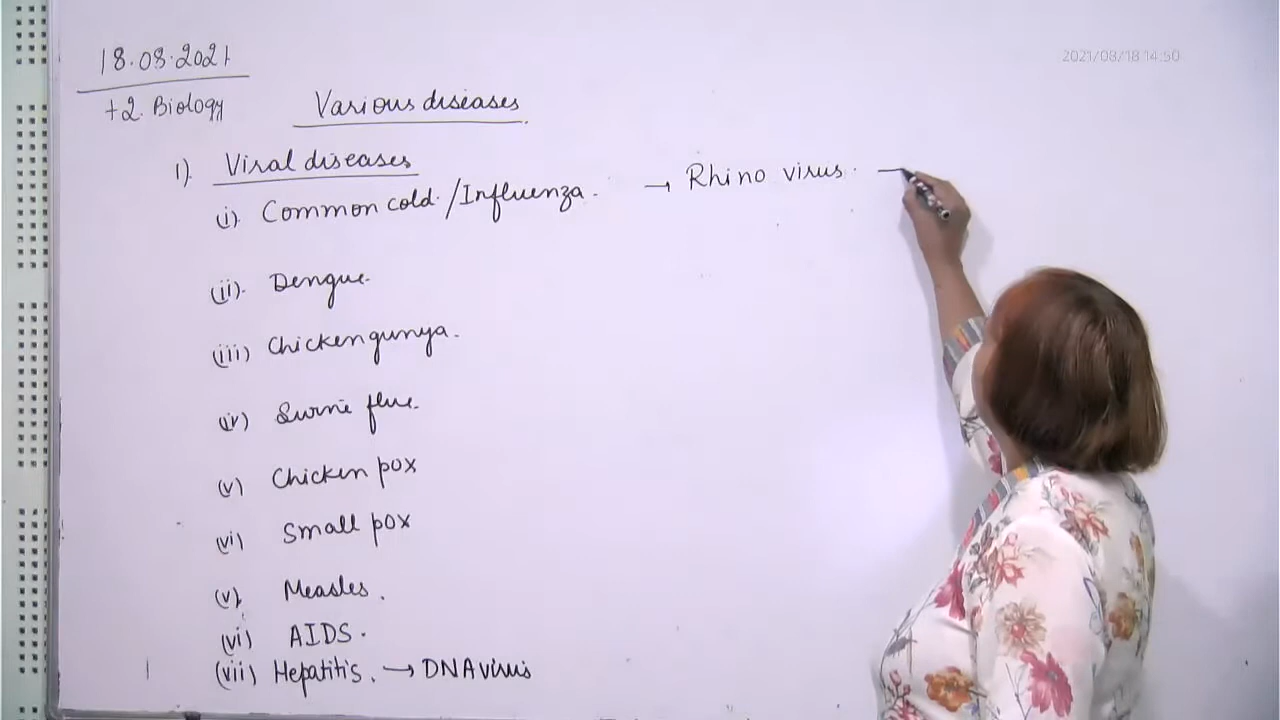 18.08.2021
2021/08/18 14:50
+2. Biology
Various diseases
1). Viral diseases
(i). Common cold / Influenza. → Rhino virus. —
(ii). Dengue.
(iii) Chickengunya.
(iv) Swine flue.
(v) Chicken pox
(vi) Small pox
(v). Measles.
(vi) AIDS.
(vii) Hepatitis. → DNA virus